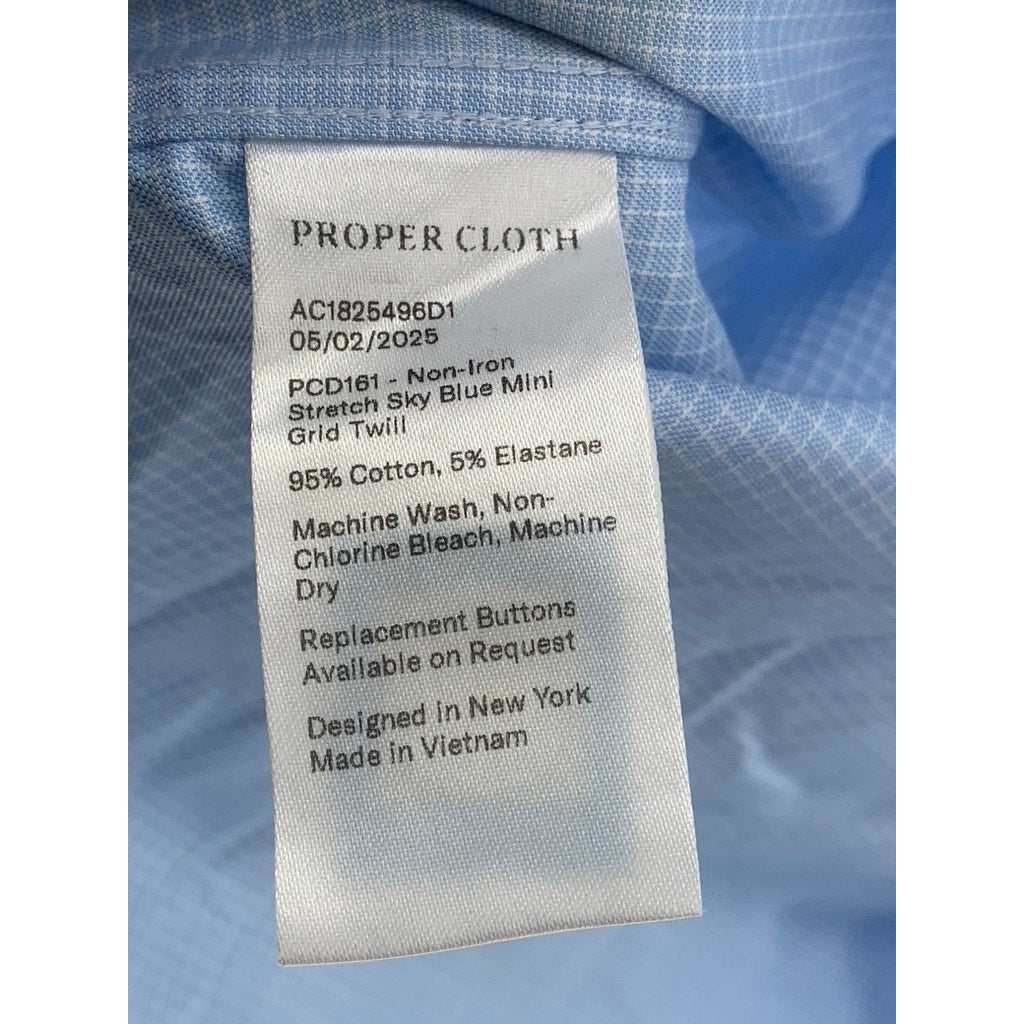 PROPER CLOTH
AC1825496D1
05/02/2025
PCD161 - Non-Iron
Stretch Sky Blue Mini
Grid Twill
95% Cotton, 5% Elastane
Machine Wash, Non-
Chlorine Bleach, Machine
Dry
Replacement Buttons
Available on Request
Designed in New York
Made in Vietnam